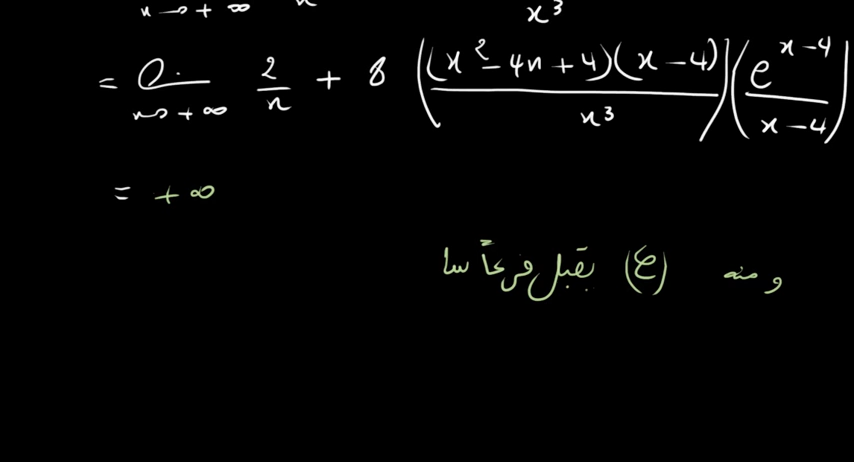 x→+∞ x x³
= lim x→+∞ 2/x + 8 ((x²-4x+4)(x-4)/x³)(e^(x-4)/(x-4))
= +∞
ومنه (C) يقبل فرعاً